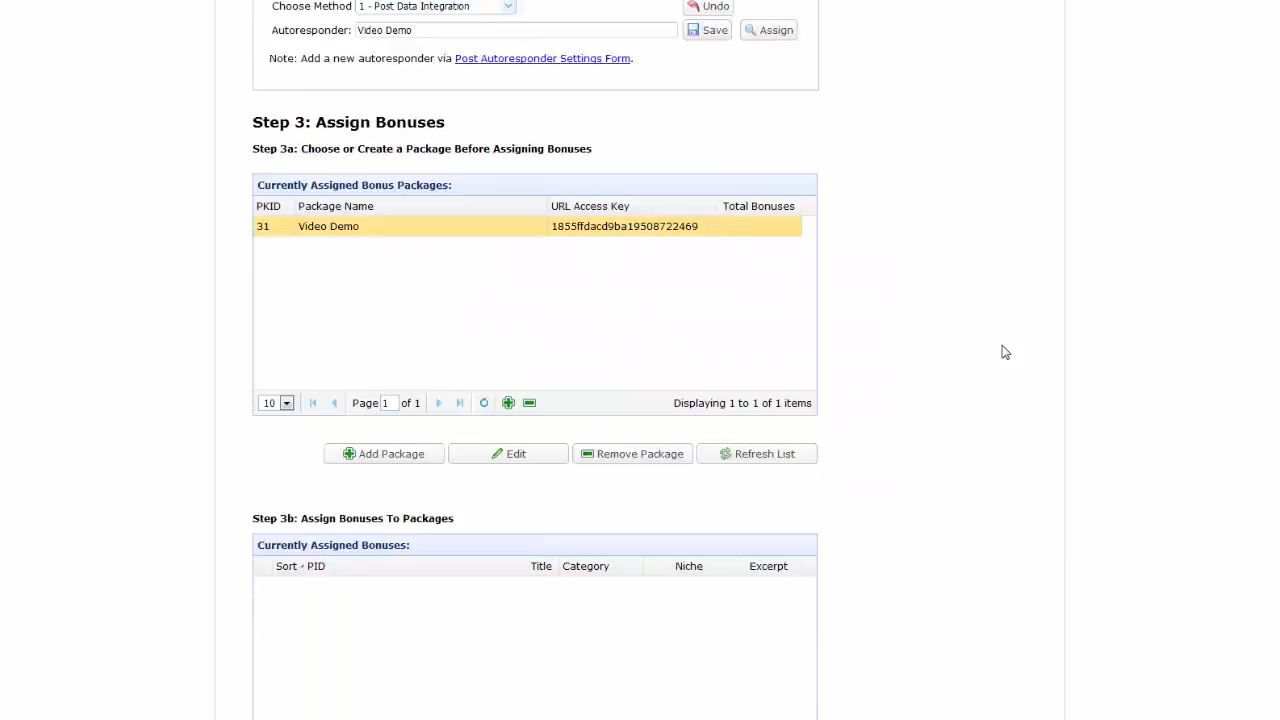 Choose Method 1 - Post Data Integration Undo
Autoresponder: Video Demo Save Assign
Note: Add a new autoresponder via Post Autoresponder Settings Form.
Step 3: Assign Bonuses
Step 3a: Choose or Create a Package Before Assigning Bonuses
Currently Assigned Bonus Packages:
PKID Package Name URL Access Key Total Bonuses
31 Video Demo 1855ffdacd9ba19508722469
10 Page 1 of 1 Displaying 1 to 1 of 1 items
Add Package Edit Remove Package Refresh List
Step 3b: Assign Bonuses To Packages
Currently Assigned Bonuses:
Sort PID Title Category Niche Excerpt